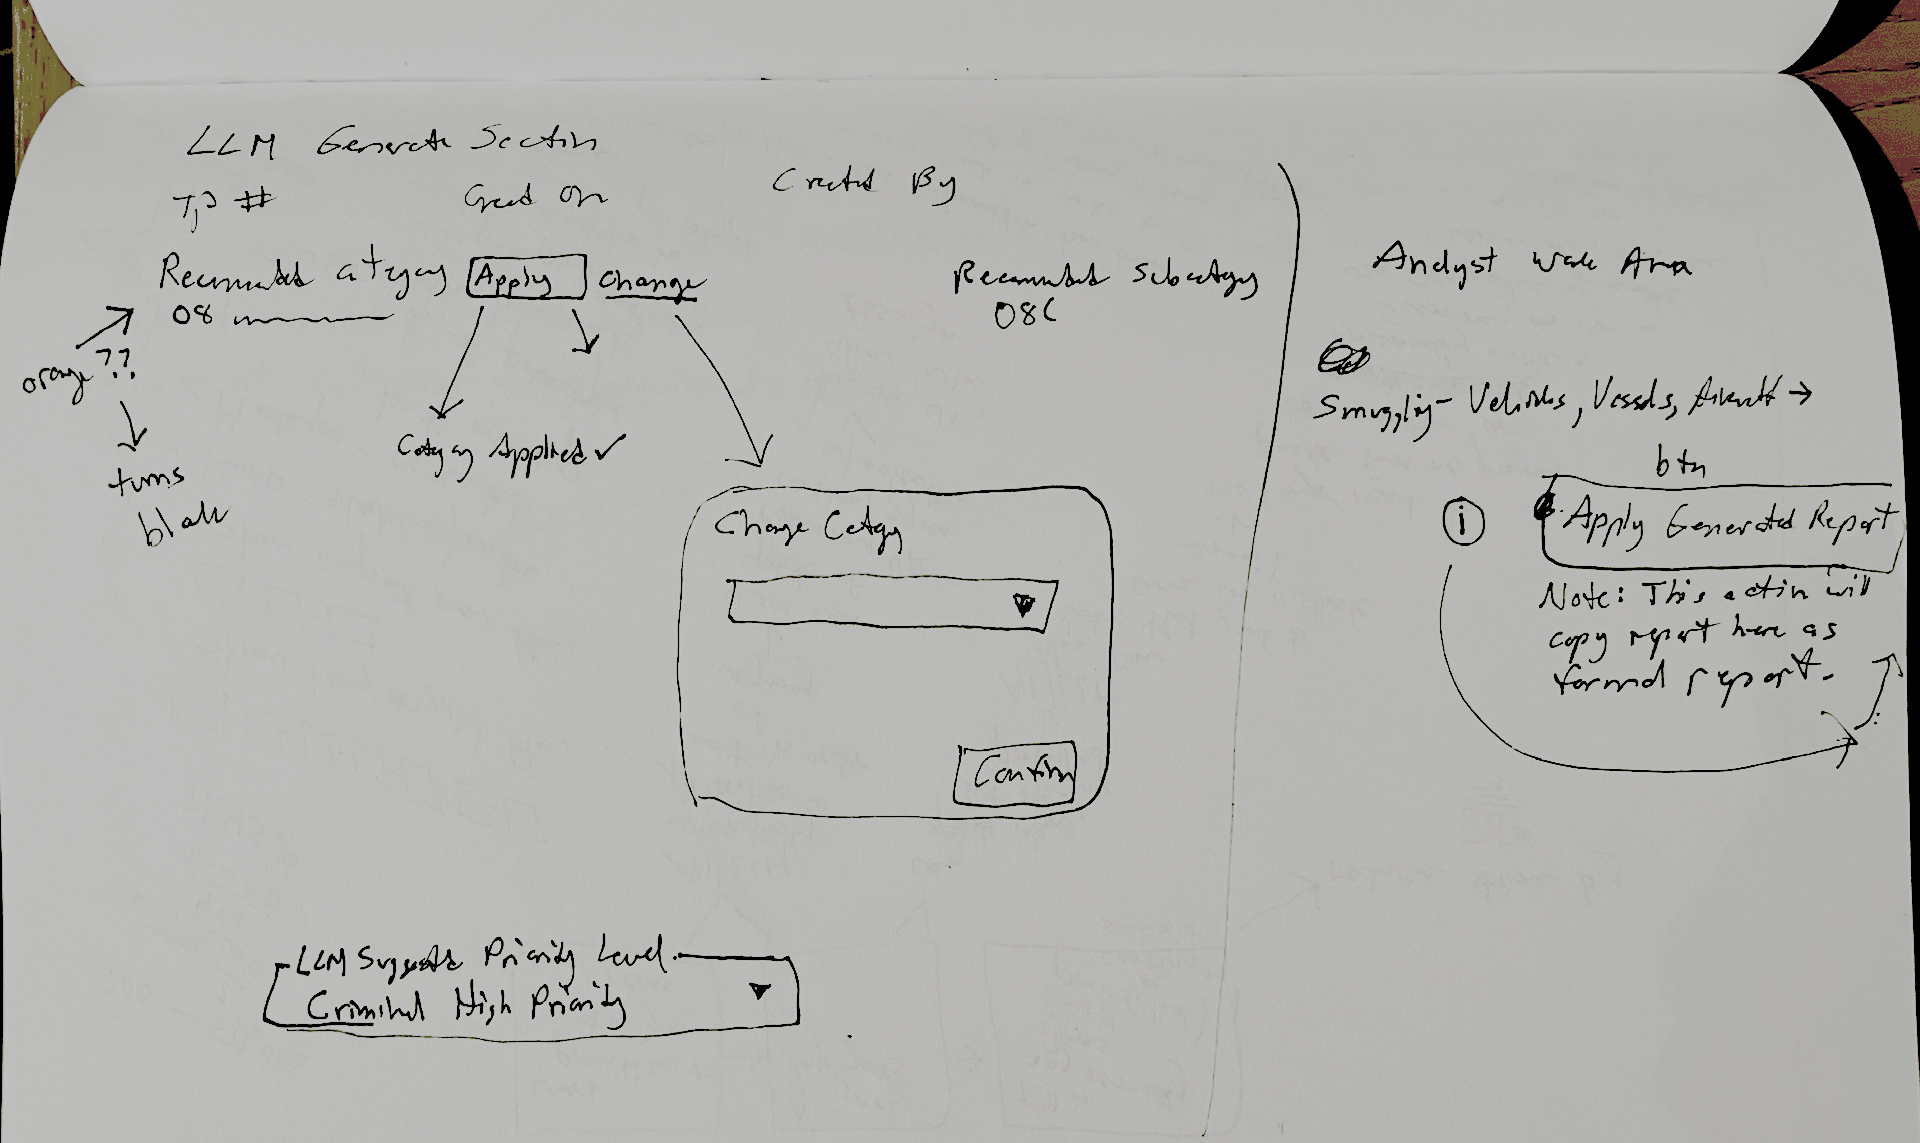 LLM Generate Section
TIP #
Created On
Created By
Recommended category
Apply
change
08
Recommended Subcategory
08C
orange ??
turns
black
Category Applied ✓
Change Category
Confirm
LLM Suggested Priority Level
Criminal High Priority
Analyst Work Area
Smuggling - Vehicles, Vessels, Aircraft →
btn
i
Apply Generated Report
Note: This action will
copy report here as
formal report.